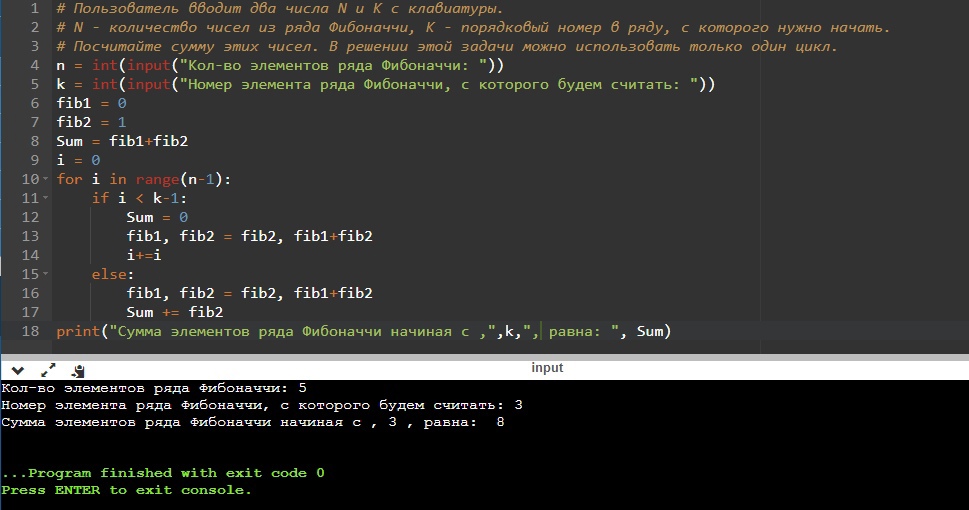 1 # Пользователь вводит два числа N и K с клавиатуры.
2 # N - количество чисел из ряда Фибоначчи, K - порядковый номер в ряду, с которого нужно начать.
3 # Посчитайте сумму этих чисел. В решении этой задачи можно использовать только один цикл.
4 n = int(input("Кол-во элементов ряда Фибоначчи: "))
5 k = int(input("Номер элемента ряда Фибоначчи, с которого будем считать: "))
6 fib1 = 0
7 fib2 = 1
8 Sum = fib1+fib2
9 i = 0
10 for i in range(n-1):
11     if i < k-1:
12         Sum = 0
13         fib1, fib2 = fib2, fib1+fib2
14         i+=i
15     else:
16         fib1, fib2 = fib2, fib1+fib2
17         Sum += fib2
18 print("Сумма элементов ряда Фибоначчи начиная с ,",k,", равна: ", Sum)
input
Кол-во элементов ряда Фибоначчи: 5
Номер элемента ряда Фибоначчи, с которого будем считать: 3
Сумма элементов ряда Фибоначчи начиная с , 3 , равна:  8
...Program finished with exit code 0
Press ENTER to exit console.